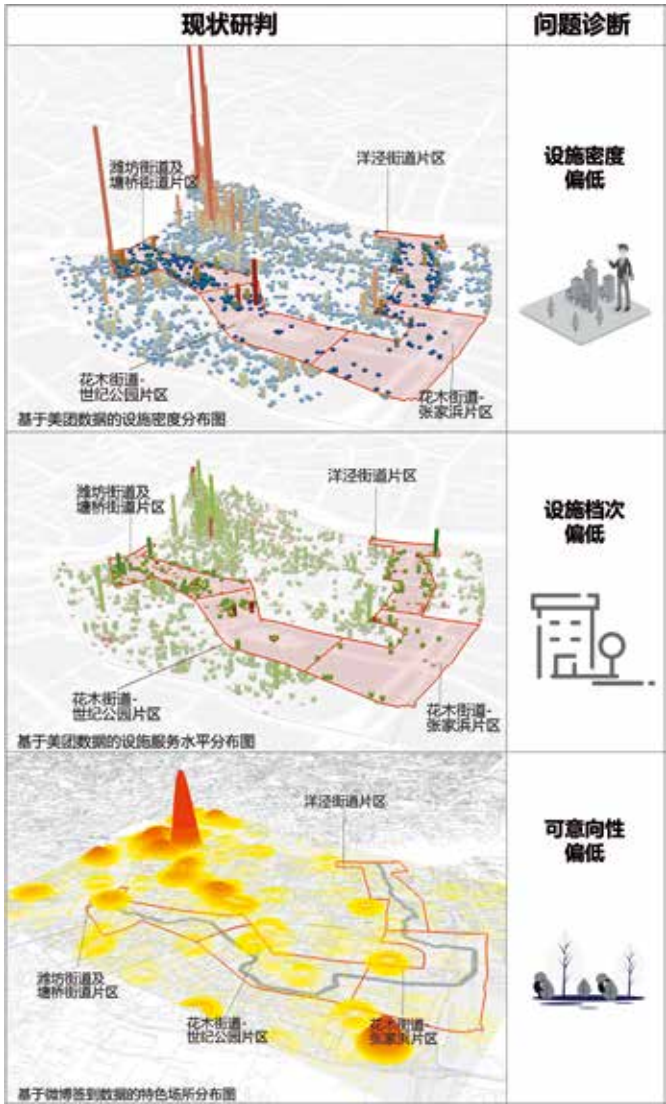 现状研判
问题诊断
潍坊街道及
塘桥街道片区
洋泾街道片区
花木街道-
世纪公园片区
花木街道-
张家浜片区
基于美团数据的设施密度分布图
设施密度
偏低
潍坊街道及
塘桥街道片区
洋泾街道片区
花木街道-
世纪公园片区
花木街道-
张家浜片区
基于美团数据的设施服务水平分布图
设施档次
偏低
洋泾街道片区
潍坊街道及
塘桥街道片区
花木街道-
世纪公园片区
花木街道-
张家浜片区
基于微博签到数据的特色场所分布图
可意向性
偏低